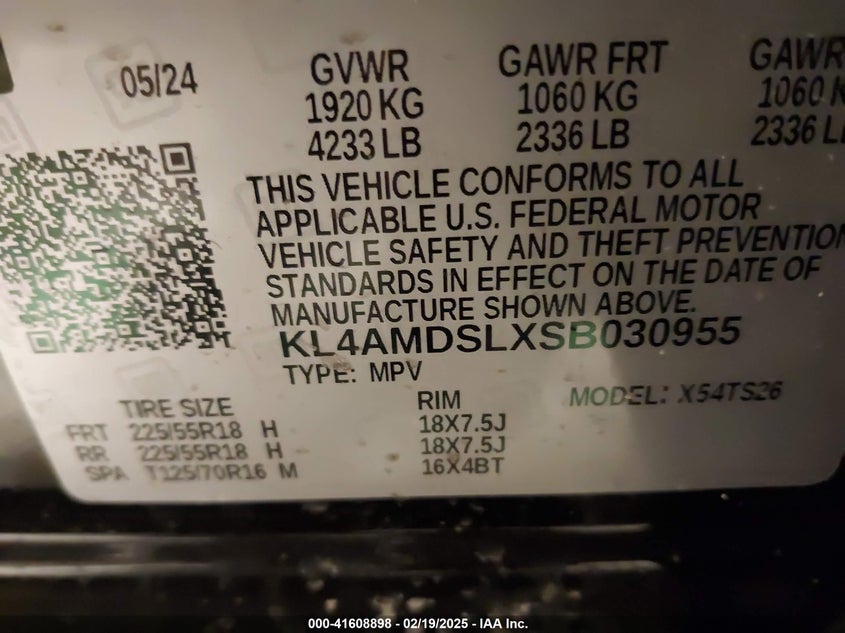 05/24
GVWR GAWR FRT GAWR
1920 KG 1060 KG 1060 K
4233 LB 2336 LB 2336 L
THIS VEHICLE CONFORMS TO ALL
APPLICABLE U.S. FEDERAL MOTOR
VEHICLE SAFETY AND THEFT PREVENTION
STANDARDS IN EFFECT ON THE DATE OF
MANUFACTURE SHOWN ABOVE.
KL4AMDSLXSB030955
TYPE: MPV
TIRE SIZE RIM MODEL: X54TS26
FRT 225/55R18 H 18X7.5J
RR 225/55R18 H 18X7.5J
SPA T125/70R16 M 16X4BT
000-41608898 - 02/19/2025 - IAA Inc.